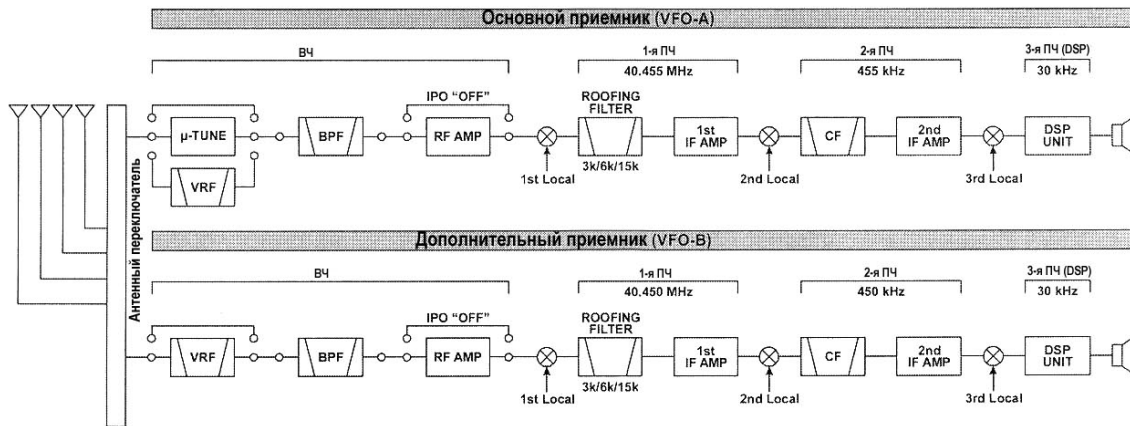 Основной приемник (VFO-A)
ВЧ
1-я ПЧ
2-я ПЧ
3-я ПЧ (DSP)
40.455 MHz
455 kHz
30 kHz
IPO “OFF”
ROOFING
FILTER
µ-TUNE
BPF
RF AMP
1st
IF AMP
CF
2nd
IF AMP
DSP
UNIT
3k/6k/15k
1st Local
2nd Local
3rd Local
VRF
Антенный переключатель
Дополнительный приемник (VFO-B)
ВЧ
1-я ПЧ
2-я ПЧ
3-я ПЧ (DSP)
40.450 MHz
450 kHz
30 kHz
IPO “OFF”
ROOFING
FILTER
VRF
BPF
RF AMP
1st
IF AMP
CF
2nd
IF AMP
DSP
UNIT
3k/6k/15k
1st Local
2nd Local
3rd Local